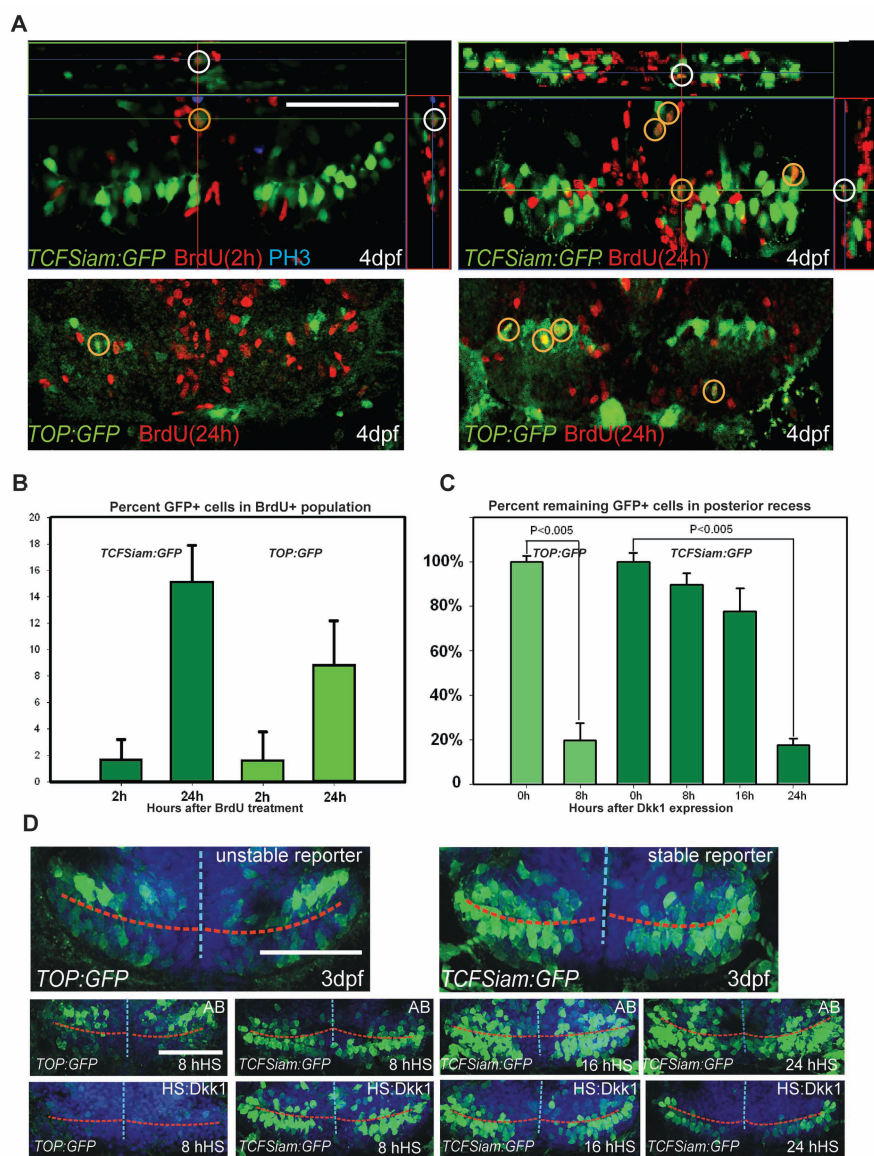 A
TCFSiam:GFP BrdU(2h) PH3 4dpf
TCFSiam:GFP BrdU(24h) 4dpf
TOP:GFP BrdU(24h) 4dpf
TOP:GFP BrdU(24h) 4dpf
B
Percent GFP+ cells in BrdU+ population
TCFSiam:GFP TOP:GFP
20
18
16
14
12
10
8
6
4
2
0
2h 24h 2h 24h
Hours after BrdU treatment
C
Percent remaining GFP+ cells in posterior recess
P<0.005 P<0.005
TOP:GFP TCFSiam:GFP
100%
80%
60%
40%
20%
0
0h 8h 0h 8h 16h 24h
Hours after Dkk1 expression
D
unstable reporter
TOP:GFP 3dpf
stable reporter
TCFSiam:GFP 3dpf
AB
TOP:GFP 8 hHS
AB
TCFSiam:GFP 8 hHS
AB
TCFSiam:GFP 16 hHS
AB
TCFSiam:GFP 24 hHS
HS:Dkk1
TOP:GFP 8 hHS
HS:Dkk1
TCFSiam:GFP 8 hHS
HS:Dkk1
TCFSiam:GFP 16 hHS
HS:Dkk1
TCFSiam:GFP 24 hHS